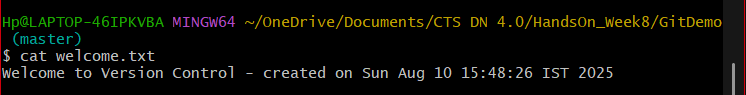 Hp@LAPTOP-46IPKVBA MINGW64 ~/OneDrive/Documents/CTS DN 4.0/HandsOn_Week8/GitDemo
(master)
$ cat welcome.txt
Welcome to Version Control - created on Sun Aug 10 15:48:26 IST 2025